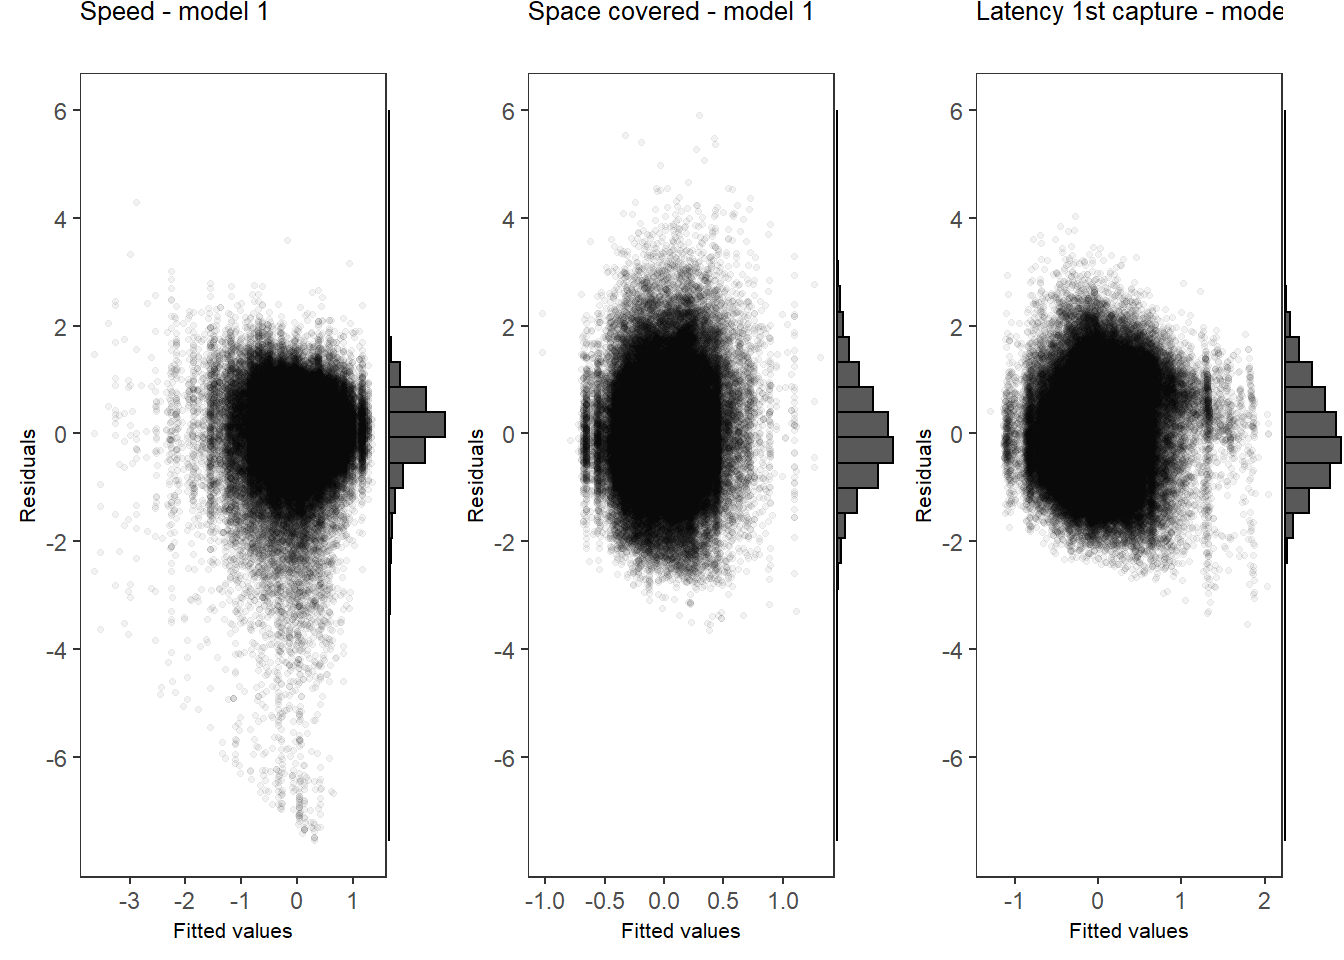 Speed - model 1
Space covered - model 1
Latency 1st capture - mode
6
4
2
0
-2
-4
-6
Residuals
-3 -2 -1 0 1
Fitted values
6
4
2
0
-2
-4
-6
Residuals
-1.0 -0.5 0.0 0.5 1.0
Fitted values
6
4
2
0
-2
-4
-6
Residuals
-1 0 1 2
Fitted values